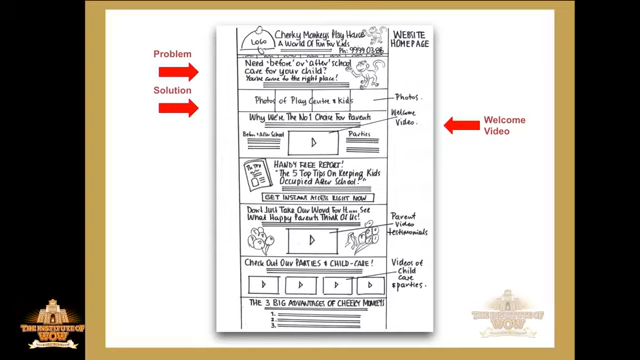 LOGO
Cheeky Monkeys Play House
A World Of Fun For Kids
Ph: 9999 0386
WEBSITE
HOMEPAGE
Problem
Solution
Need 'before' or 'after' school
care for your child?
You've come to the right place!
Photos of Play Centre & Kids
Photos.
Why We're The No 1 Choice For Parents
Welcome
Video.
Before & After School
Parties
Welcome
Video
HANDY FREE REPORT!
"The 5 Top Tips On Keeping Kids
Occupied After School."
GET INSTANT ACCESS RIGHT NOW
Don't Just Take Our Word For It.... See
What Happy Parents Think Of Us!
Parent
Video
testimonials
Check Out Our PARTIES & CHILD-CARE!
Videos of
child
care
& parties.
THE 3 BIG ADVANTAGES OF CHEEKY MONKEYS
1.
2.
3.
THE INSTITUTE OF
WOW
THE INSTITUTE OF
WOW